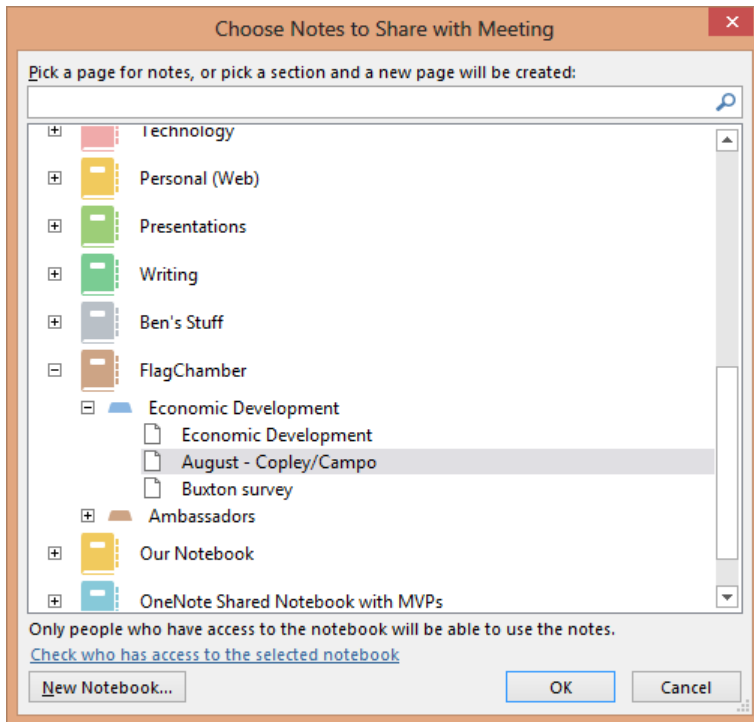 Choose Notes to Share with Meeting
Pick a page for notes, or pick a section and a new page will be created:
Technology
Personal (Web)
Presentations
Writing
Ben's Stuff
FlagChamber
Economic Development
Economic Development
August - Copley/Campo
Buxton survey
Ambassadors
Our Notebook
OneNote Shared Notebook with MVPs
Only people who have access to the notebook will be able to use the notes.
Check who has access to the selected notebook
New Notebook... OK Cancel